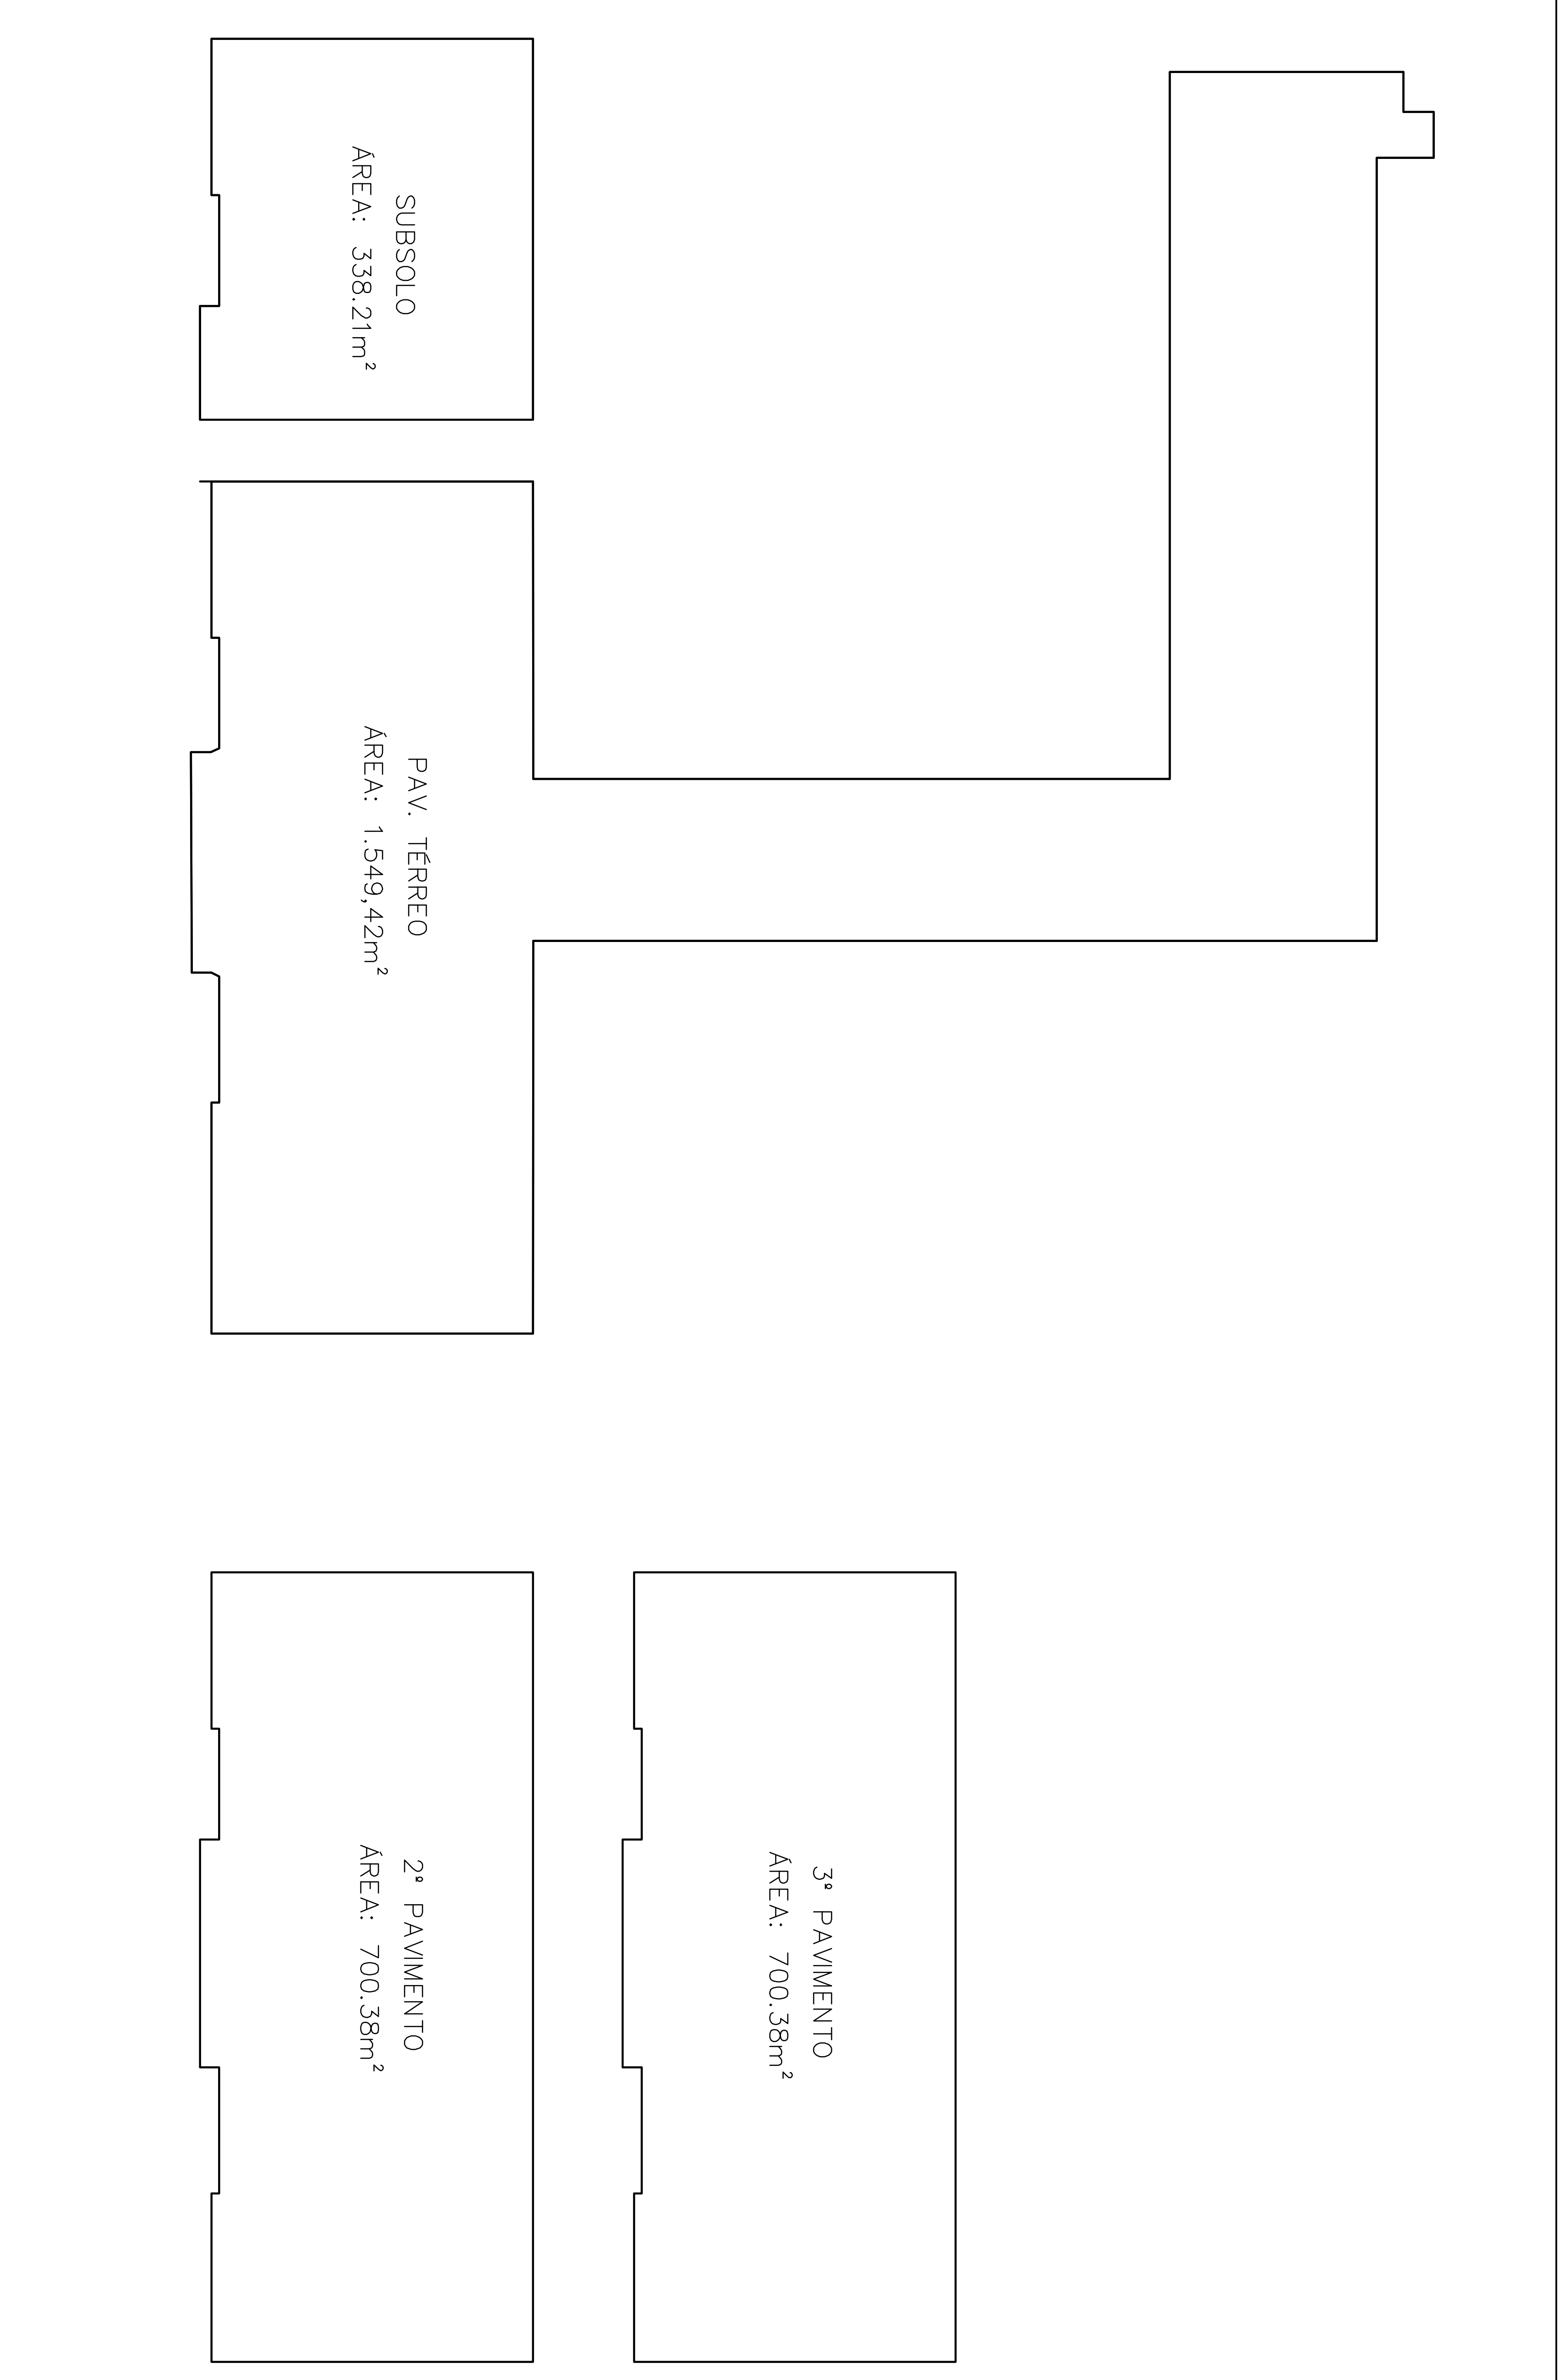 SUBSOLO
ÁREA: 338.21m²
PAV. TÉRREO
ÁREA: 1.549,42m²
3º PAVIMENTO
ÁREA: 700.38m²
2º PAVIMENTO
ÁREA: 700.38m²